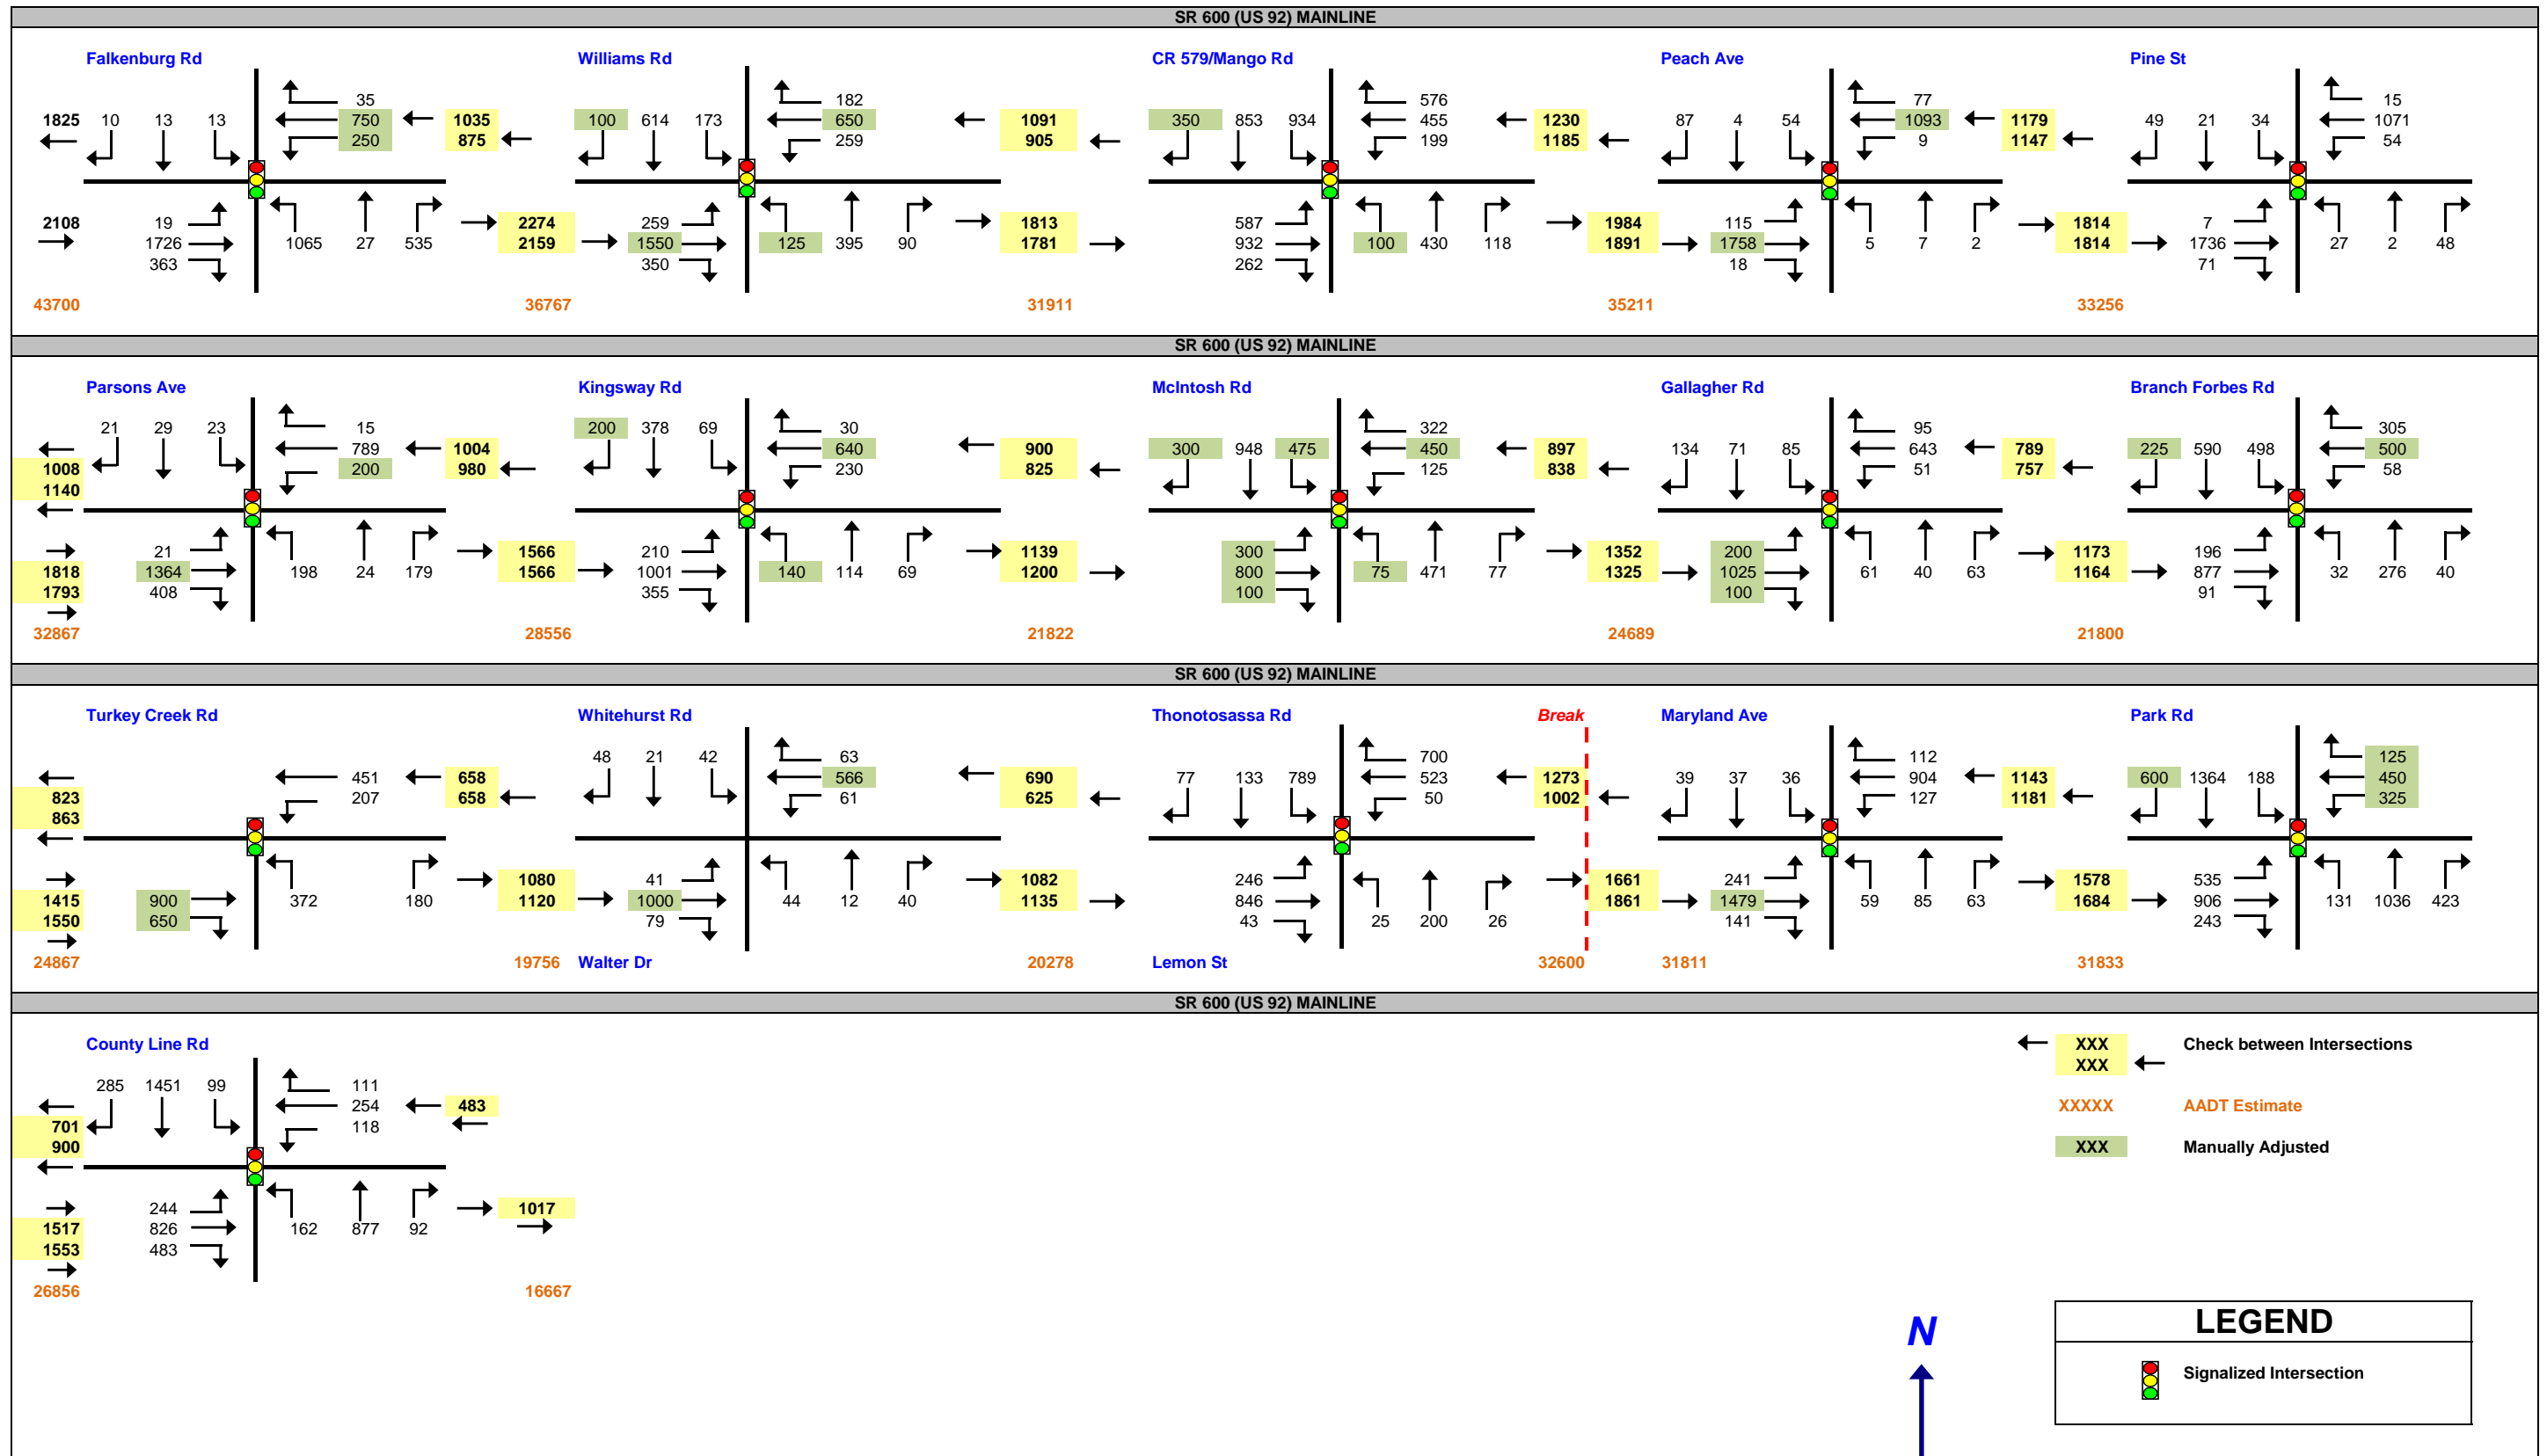 SR 600 (US 92) MAINLINE
Falkenburg Rd
Williams Rd
CR 579/Mango Rd
Peach Ave
Pine St
35
182
576
77
15
1825 10 13 13
750
1035
100 614 173
650
1091
350 853 934
455
1230
87 4 54
1093
1179
49 21 34
1071
250
875
259
905
199
1185
9
1147
54
2108
19
2274
259
1813
587
1984
115
1814
7
1726
1065 27 535
2159
1550
125 395 90
1781
932
100 430 118
1891
1758
5 7 2
1814
1736
27 2 48
363
350
262
18
71
43700
36767
31911
35211
33256
SR 600 (US 92) MAINLINE
Parsons Ave
Kingsway Rd
McIntosh Rd
Gallagher Rd
Branch Forbes Rd
21 29 23
15
200 378 69
30
300 948 475
322
134 71 85
95
225 590 498
305
1008
789
1004
640
900
450
897
643
789
500
1140
200
980
230
825
125
838
51
757
58
21
1566
210
1139
300
1352
200
1173
196
1818
1364
198 24 179
1566
1001
140 114 69
1200
800
75 471 77
1325
1025
61 40 63
1164
877
32 276 40
1793
408
355
100
100
91
32867
28556
21822
24689
21800
SR 600 (US 92) MAINLINE
Turkey Creek Rd
Whitehurst Rd
Thonotosassa Rd
Break
Maryland Ave
Park Rd
48 21 42
63
700
112
125
451
658
566
690
77 133 789
523
1273
39 37 36
904
1143
600 1364 188
450
823
207
658
61
625
50
1002
127
1181
325
863
1080
41
1082
246
1661
241
1578
535
1415
900
372 180
1120
1000
44 12 40
1135
846
25 200 26
1861
1479
59 85 63
1684
906
131 1036 423
1550
650
79
43
141
243
24867
19756
Walter Dr
20278
Lemon St
32600
31811
31833
SR 600 (US 92) MAINLINE
County Line Rd
XXX
Check between Intersections
XXX
285 1451 99
111
254
483
XXXXX
AADT Estimate
701
118
900
XXX
Manually Adjusted
244
1017
1517
826
162 877 92
1553
483
26856
16667
LEGEND
N
Signalized Intersection